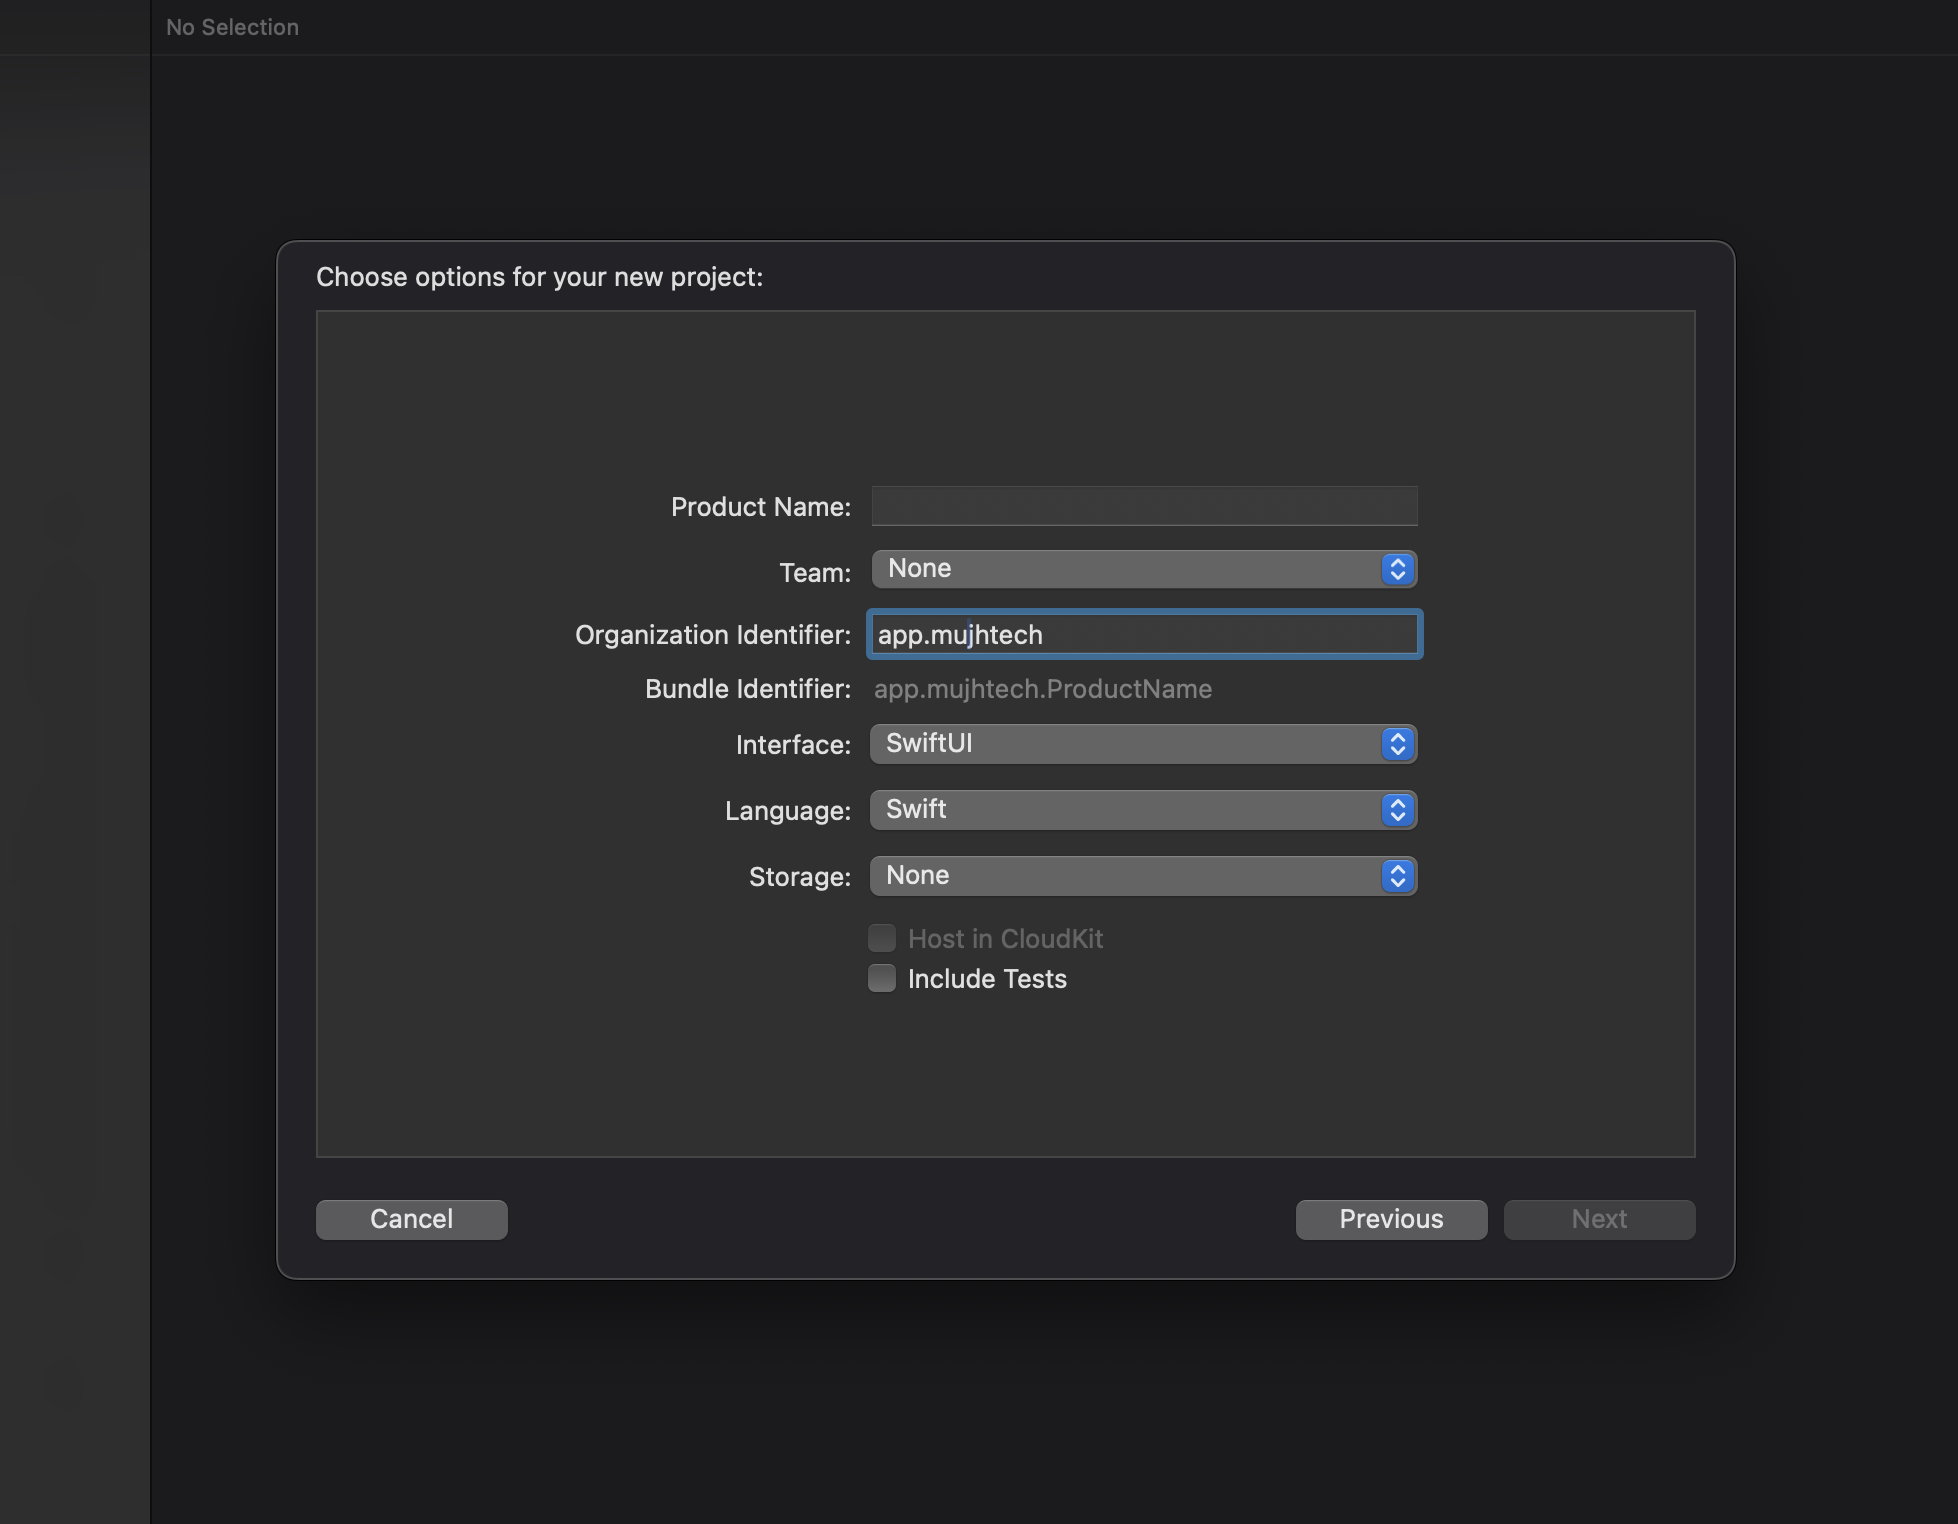 No Selection
Choose options for your new project:
Product Name:
Team: None
Organization Identifier: app.mujhtech
Bundle Identifier: app.mujhtech.ProductName
Interface: SwiftUI
Language: Swift
Storage: None
Host in CloudKit
Include Tests
Cancel Previous Next